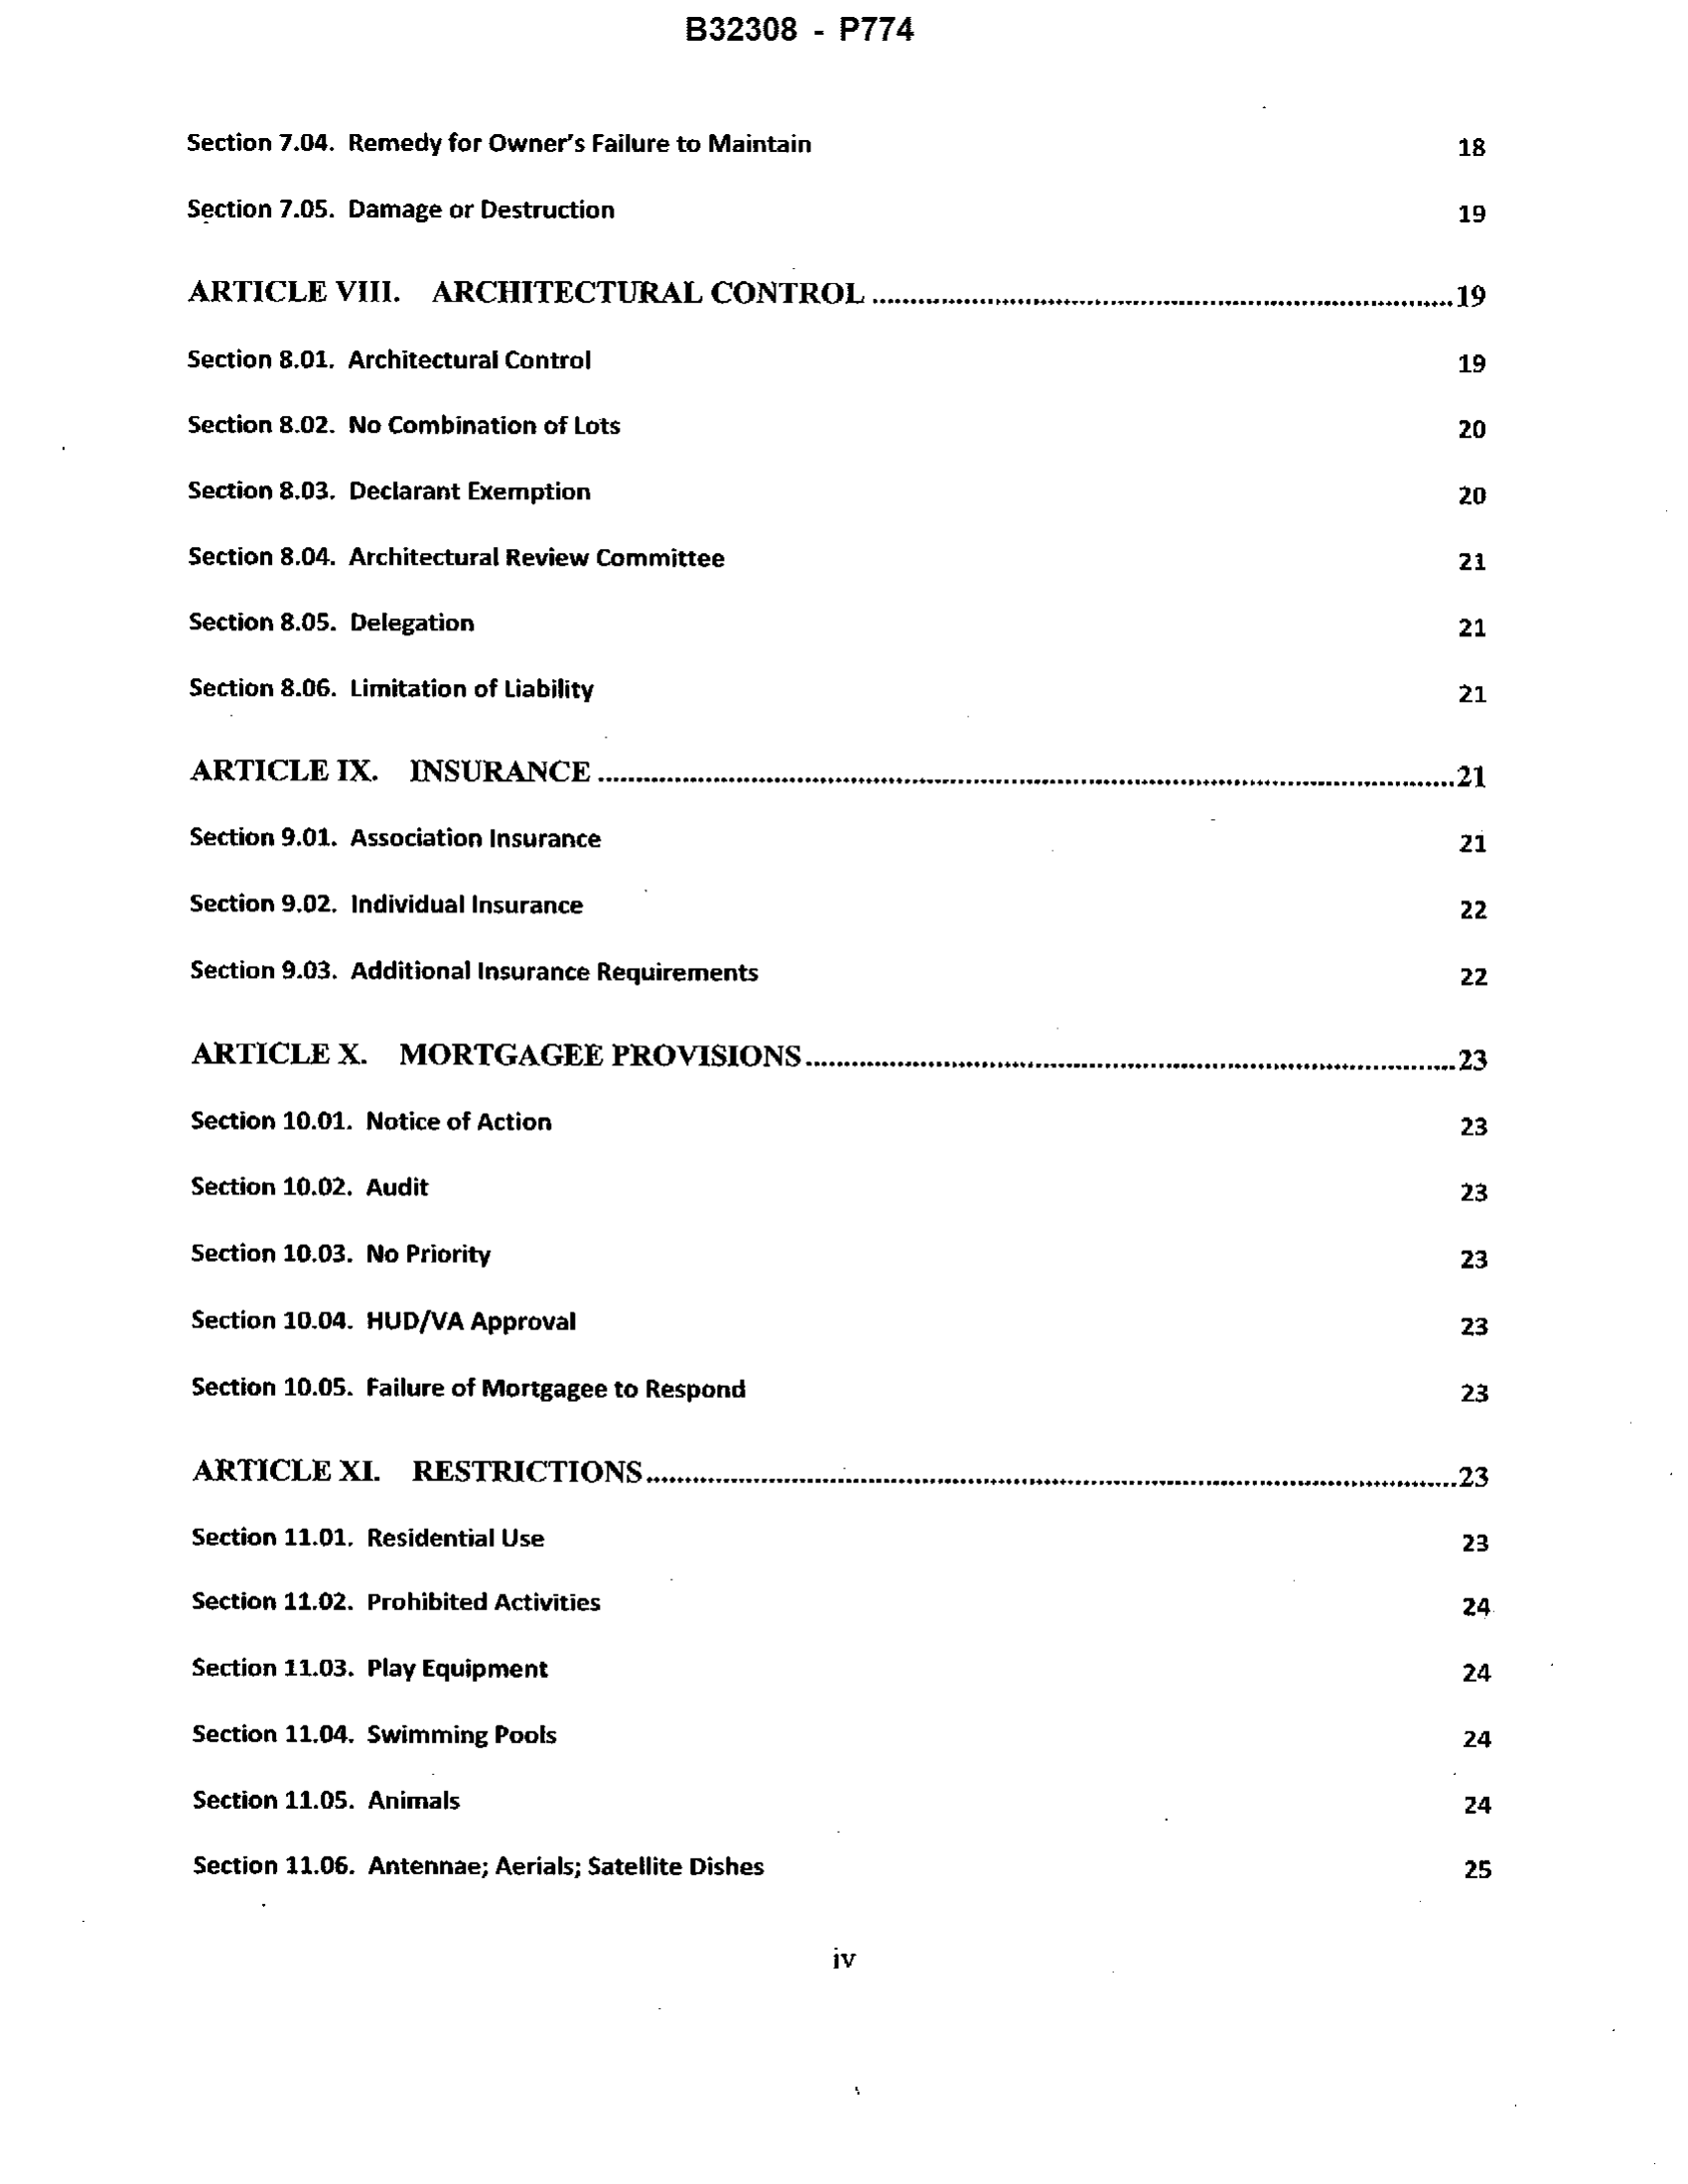 B32308 - P774
Section 7.04. Remedy for Owner's Failure to Maintain 18
Section 7.05. Damage or Destruction 19
ARTICLE VIII. ARCHITECTURAL CONTROL ........................................................................ 19
Section 8.01. Architectural Control 19
Section 8.02. No Combination of Lots 20
Section 8.03. Declarant Exemption 20
Section 8.04. Architectural Review Committee 21
Section 8.05. Delegation 21
Section 8.06. Limitation of Liability 21
ARTICLE IX. INSURANCE ........................................................................ 21
Section 9.01. Association Insurance 21
Section 9.02. Individual Insurance 22
Section 9.03. Additional Insurance Requirements 22
ARTICLE X. MORTGAGEE PROVISIONS ........................................................................ 23
Section 10.01. Notice of Action 23
Section 10.02. Audit 23
Section 10.03. No Priority 23
Section 10.04. HUD/VA Approval 23
Section 10.05. Failure of Mortgagee to Respond 23
ARTICLE XI. RESTRICTIONS ........................................................................ 23
Section 11.01. Residential Use 23
Section 11.02. Prohibited Activities 24
Section 11.03. Play Equipment 24
Section 11.04. Swimming Pools 24
Section 11.05. Animals 24
Section 11.06. Antennae; Aerials; Satellite Dishes 25
iv